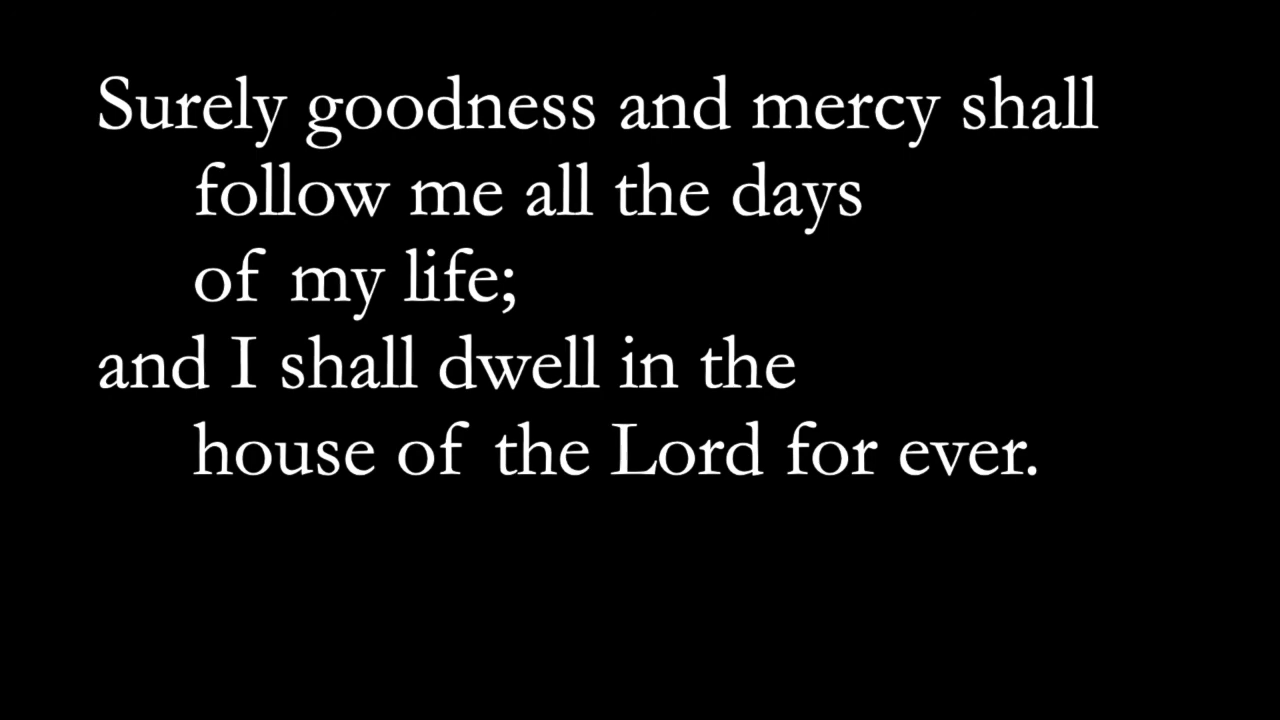 Surely goodness and mercy shall
follow me all the days
of my life;
and I shall dwell in the
house of the Lord for ever.